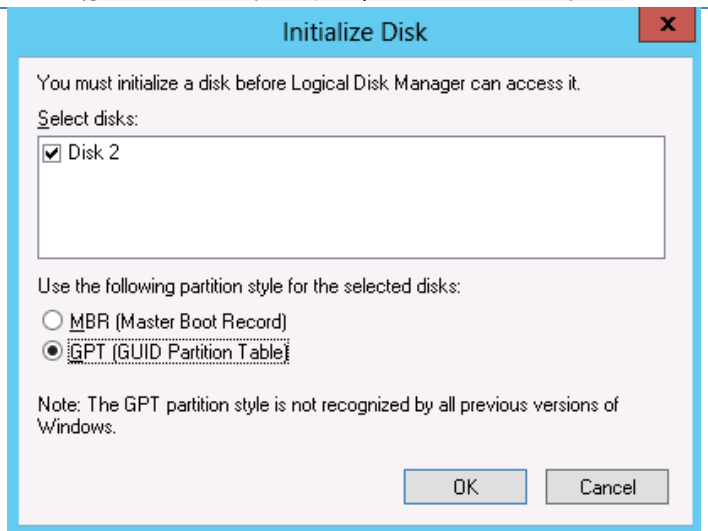 Initialize Disk
x
You must initialize a disk before Logical Disk Manager can access it.
Select disks:
Disk 2
Use the following partition style for the selected disks:
MBR (Master Boot Record)
GPT (GUID Partition Table)
Note: The GPT partition style is not recognized by all previous versions of
Windows.
OK Cancel